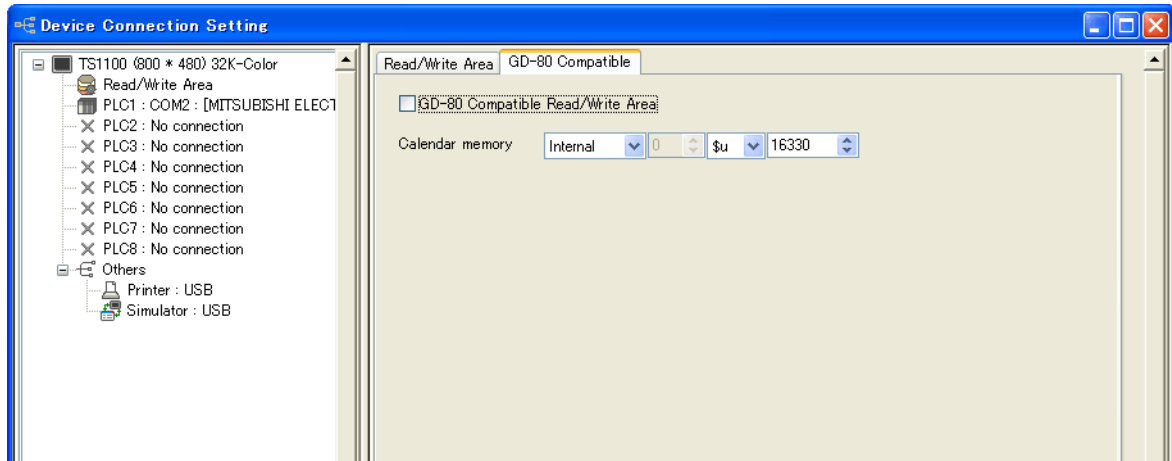 Device Connection Setting
TS1100 (800 * 480) 32K-Color
Read/Write Area
PLC1 : COM2 : [MITSUBISHI ELECT
PLC2 : No connection
PLC3 : No connection
PLC4 : No connection
PLC5 : No connection
PLC6 : No connection
PLC7 : No connection
PLC8 : No connection
Others
Printer : USB
Simulator : USB
Read/Write Area GD-80 Compatible
GD-80 Compatible Read/Write Area
Calendar memory Internal 0 $u 16330